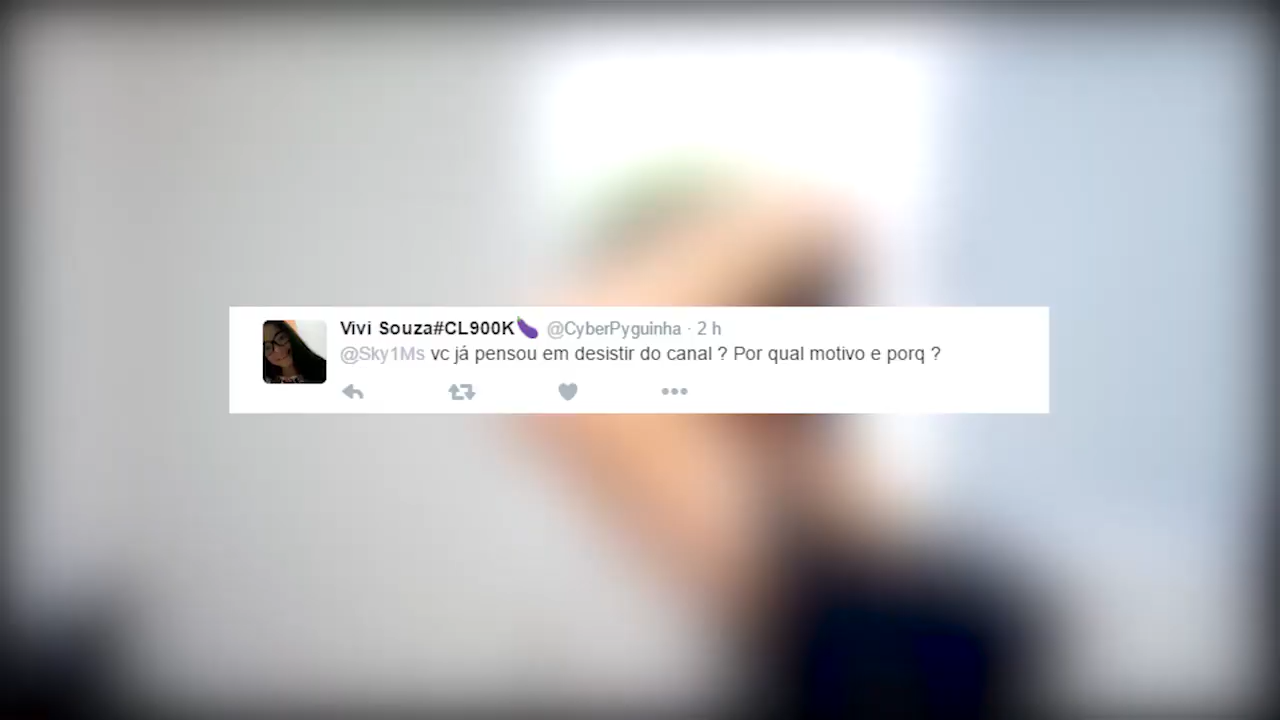 Vivi Souza#CL900K🍆 @CyberPyguinha · 2 h
@Sky1Ms vc já pensou em desistir do canal ? Por qual motivo e porq ?